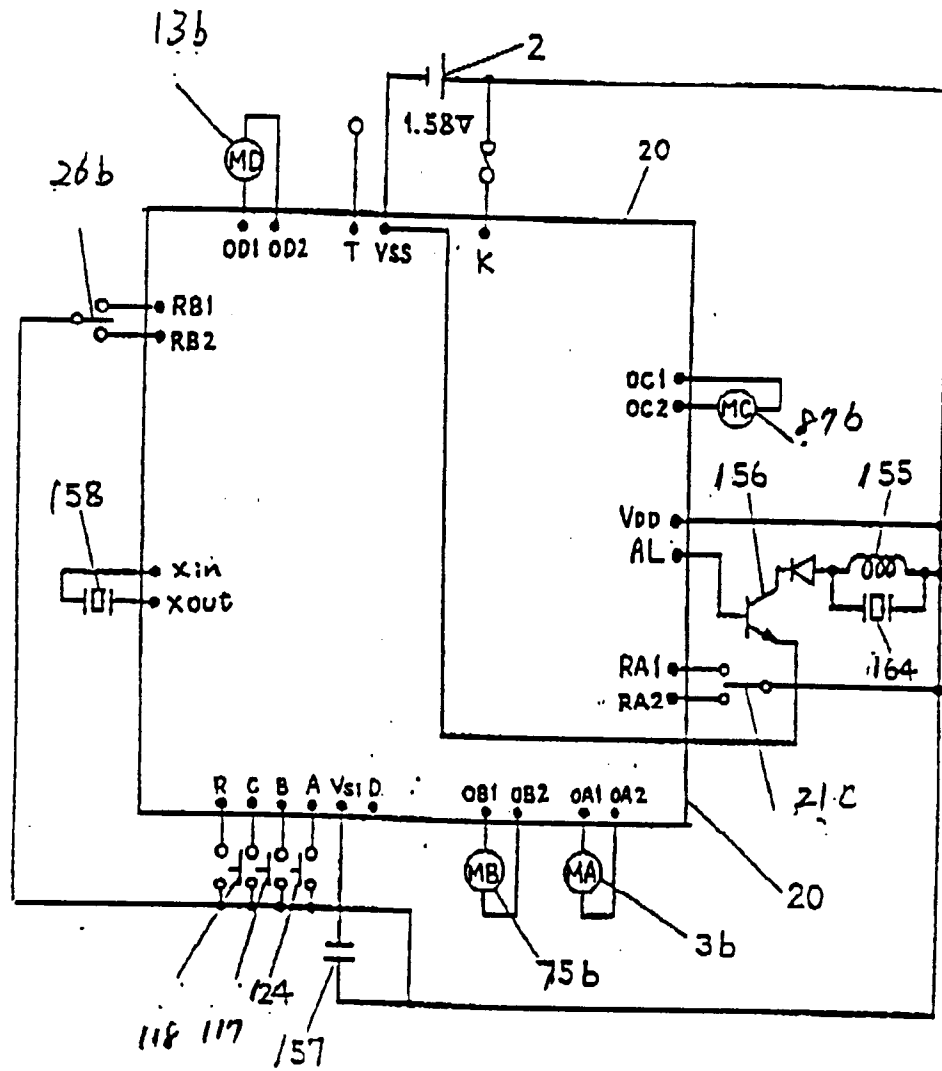 13b
2
1.58V
20
MD
26b
OD1 OD2 T VSS K
RB1
RB2
OC1
OC2 MC
87b
158
156 155
VDD
AL
Xin
Xout
164
RA1
RA2
R C B A VS1 D OB1 OB2 OA1 OA2
21c
MB MA
20
3b
75b
124
118 117
157